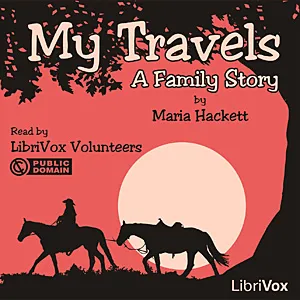 My Travels
A Family Story
by
Maria Hackett
Read by
LibriVox Volunteers
PUBLIC
DOMAIN
LibriVox